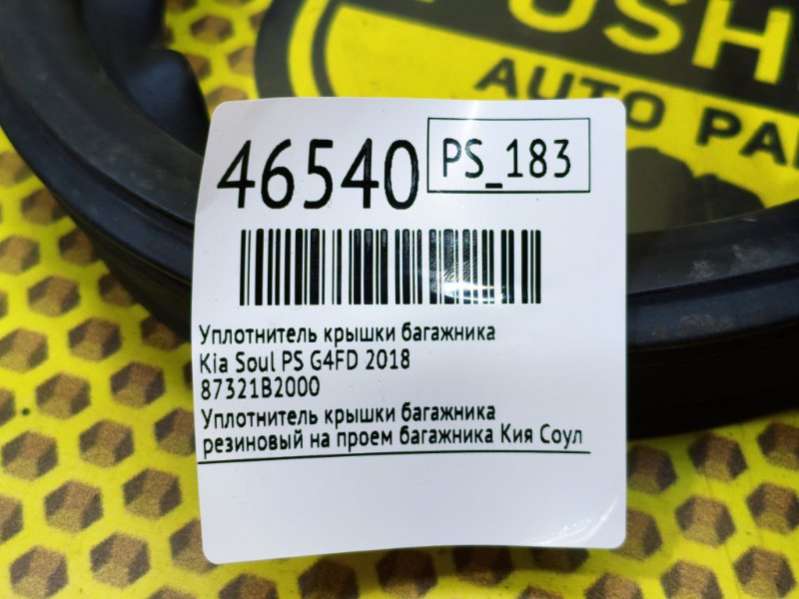 AUTO
46540
PS_183
Уплотнитель крышки багажника
Kia Soul PS G4FD 2018
87321B2000
Уплотнитель крышки багажника
резиновый на проем багажника Кия Соул